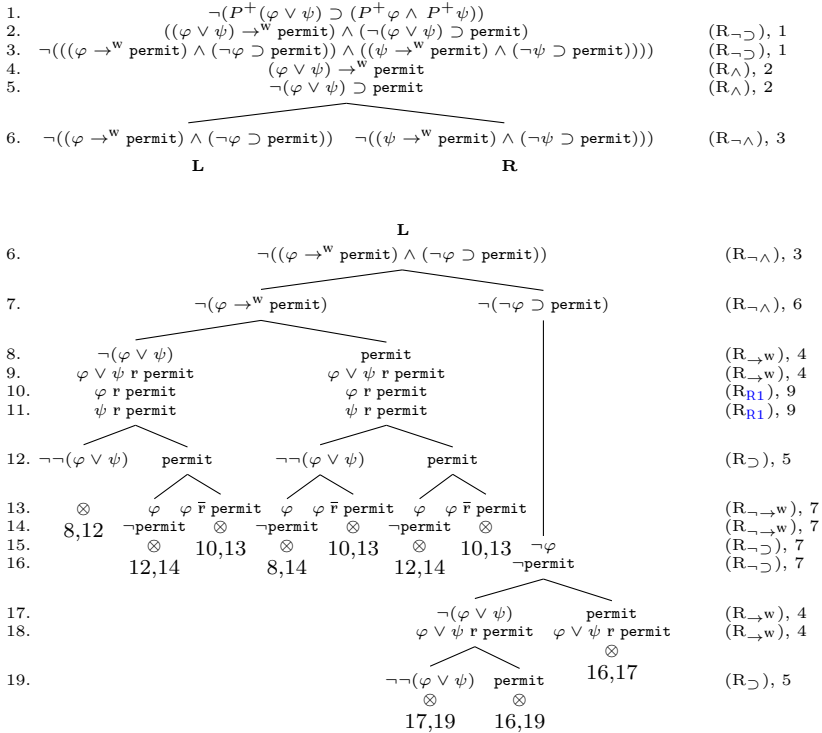 1. ¬(P⁺(φ ∨ ψ) ⊃ (P⁺φ ∧ P⁺ψ))
2. ((φ ∨ ψ) →ʷ permit) ∧ (¬(φ ∨ ψ) ⊃ permit) (R¬⊃), 1
3. ¬(((φ →ʷ permit) ∧ (¬φ ⊃ permit)) ∧ ((ψ →ʷ permit) ∧ (¬ψ ⊃ permit)))) (R¬⊃), 1
4. (φ ∨ ψ) →ʷ permit (R∧), 2
5. ¬(φ ∨ ψ) ⊃ permit (R∧), 2
6. ¬((φ →ʷ permit) ∧ (¬φ ⊃ permit)) ¬((ψ →ʷ permit) ∧ (¬ψ ⊃ permit))) (R¬∧), 3
L R
L
6. ¬((φ →ʷ permit) ∧ (¬φ ⊃ permit)) (R¬∧), 3
7. ¬(φ →ʷ permit) ¬(¬φ ⊃ permit) (R¬∧), 6
8. ¬(φ ∨ ψ) permit (R→ʷ), 4
9. φ ∨ ψ r permit φ ∨ ψ r permit (R→ʷ), 4
10. φ r permit φ r permit (R_R1), 9
11. ψ r permit ψ r permit (R_R1), 9
12. ¬¬(φ ∨ ψ) permit ¬¬(φ ∨ ψ) permit (R⊃), 5
13. ⊗ φ φ r̄ permit φ φ r̄ permit φ φ r̄ permit (R¬→ʷ), 7
14. 8,12 ¬permit ⊗ ¬permit ⊗ ¬permit ⊗ (R¬→ʷ), 7
15. ⊗ 10,13 ⊗ 10,13 ⊗ 10,13 ¬φ (R¬⊃), 7
16. 12,14 8,14 12,14 ¬permit (R¬⊃), 7
17. ¬(φ ∨ ψ) permit (R→ʷ), 4
18. φ ∨ ψ r permit φ ∨ ψ r permit (R→ʷ), 4
⊗
16,17
19. ¬¬(φ ∨ ψ) permit (R⊃), 5
⊗ ⊗
17,19 16,19